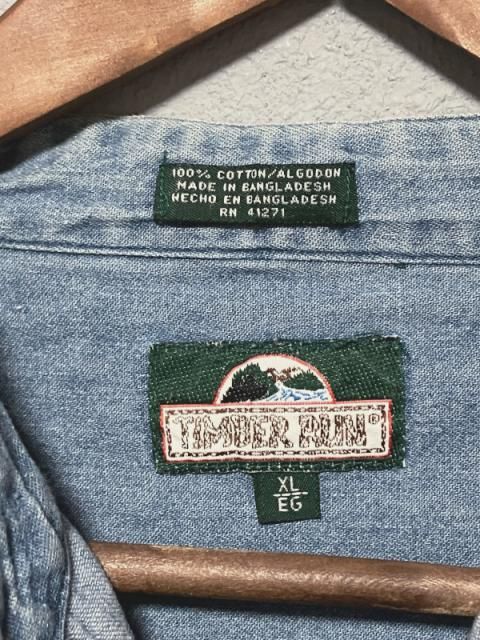 100% COTTON/ALGODON
MADE IN BANGLADESH
HECHO EN BANGLADESH
RN 41271
TIMBER RUN®
XL
EG